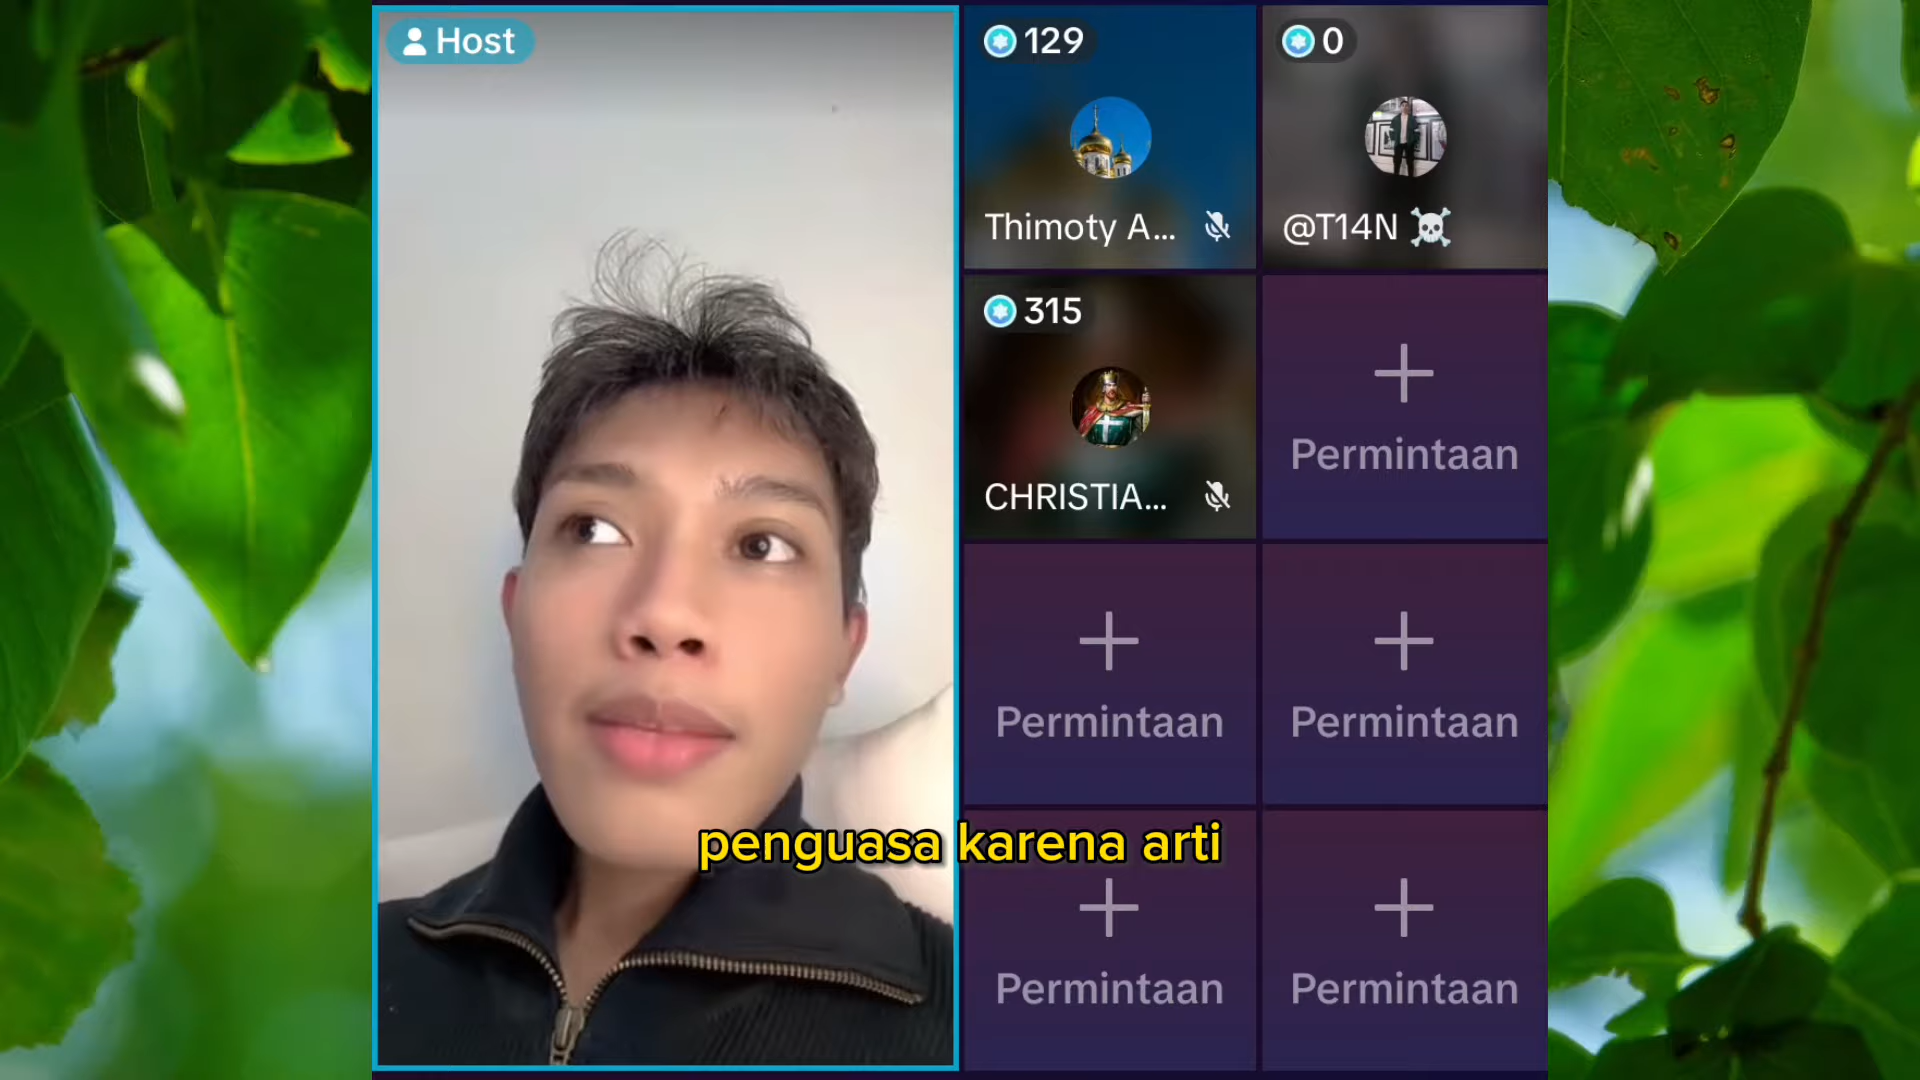 Host
129
Thimoty A...
0
@T14N ☠️
315
CHRISTIA...
Permintaan
Permintaan
Permintaan
penguasa karena arti
Permintaan
Permintaan